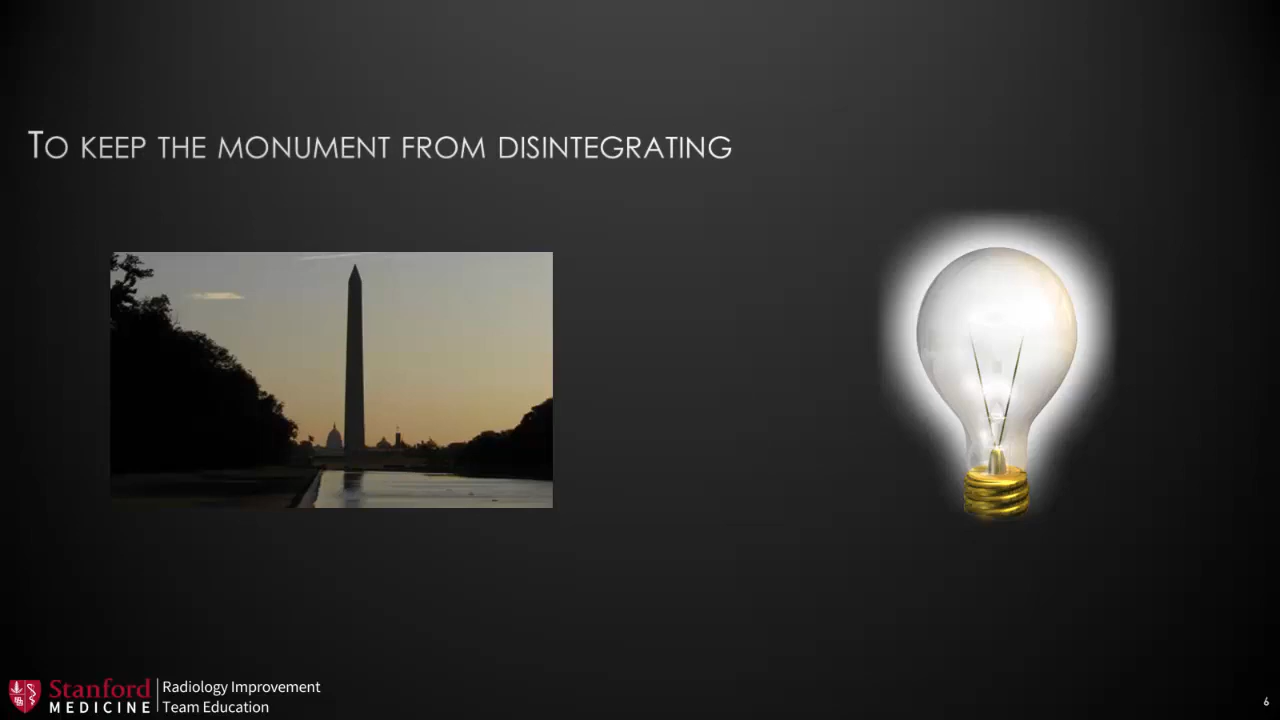 To keep the monument from disintegrating
Stanford
MEDICINE
Radiology Improvement
Team Education
6